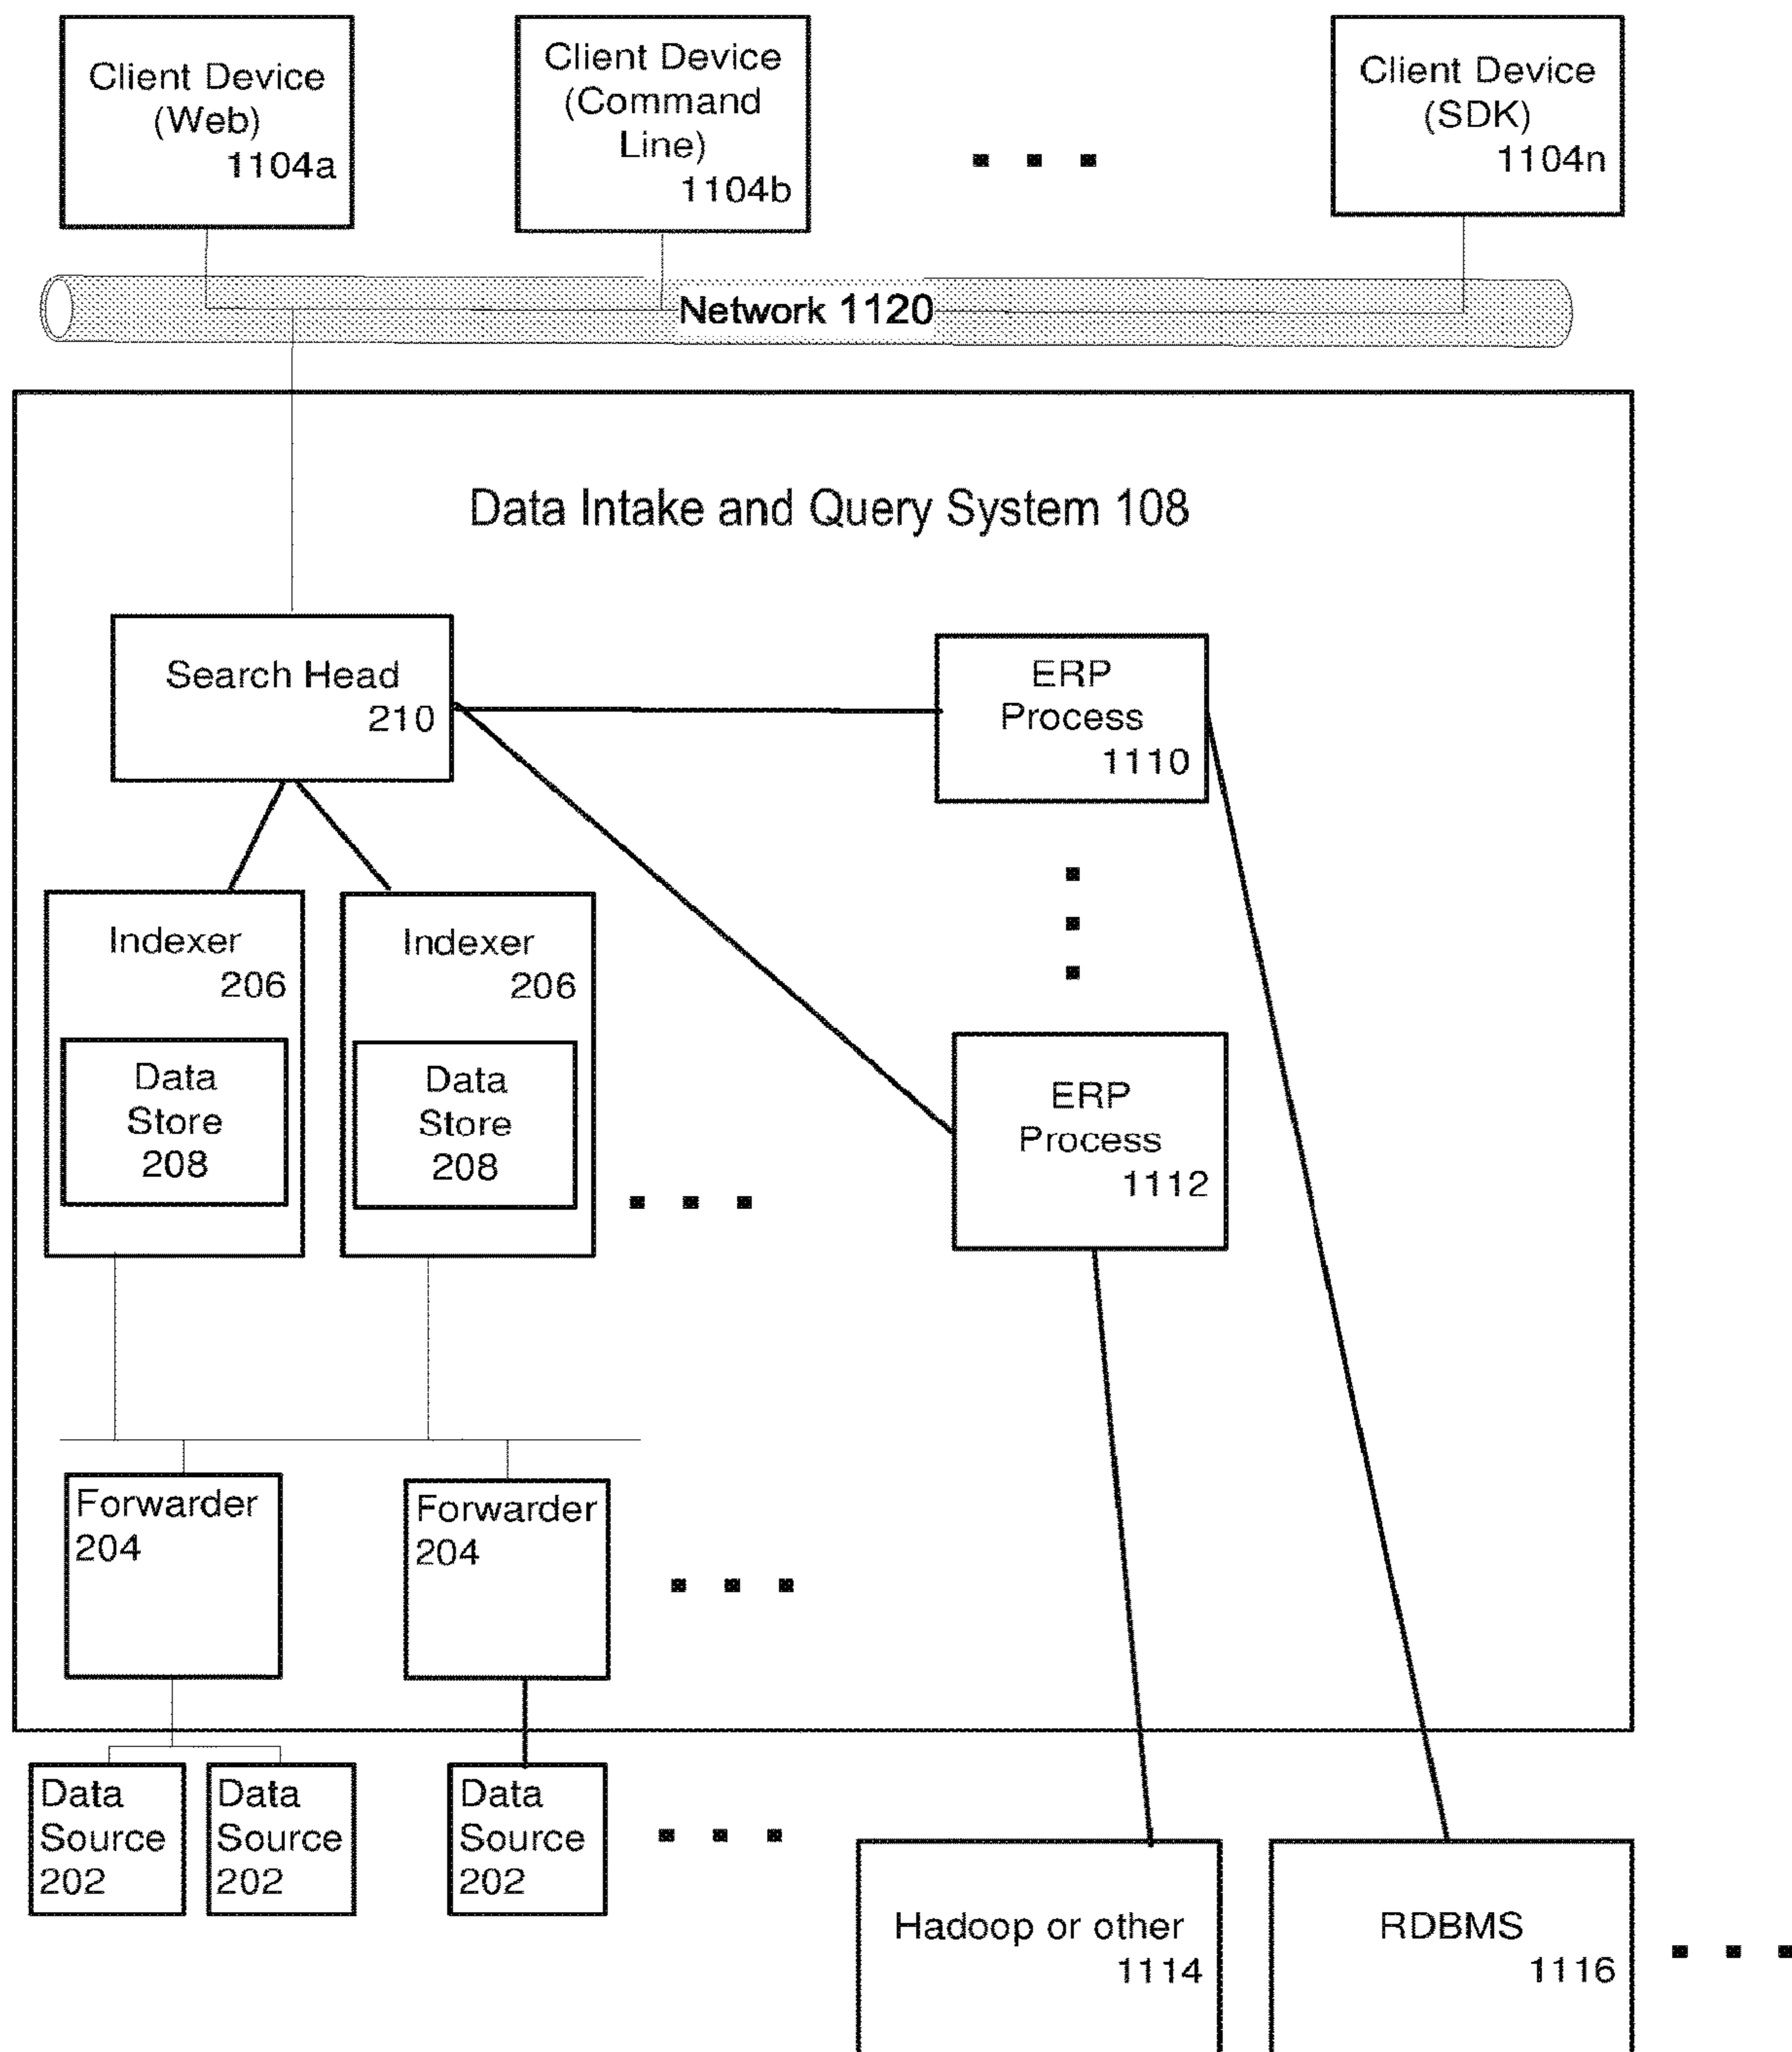 Client Device
(Web)
1104a
Client Device
(Command
Line)
1104b
Client Device
(SDK)
1104n
Network 1120
Data Intake and Query System 108
Search Head
210
ERP
Process
1110
Indexer
206
Data
Store
208
Indexer
206
Data
Store
208
ERP
Process
1112
Forwarder
204
Forwarder
204
Data
Source
202
Data
Source
202
Data
Source
202
Hadoop or other
1114
RDBMS
1116